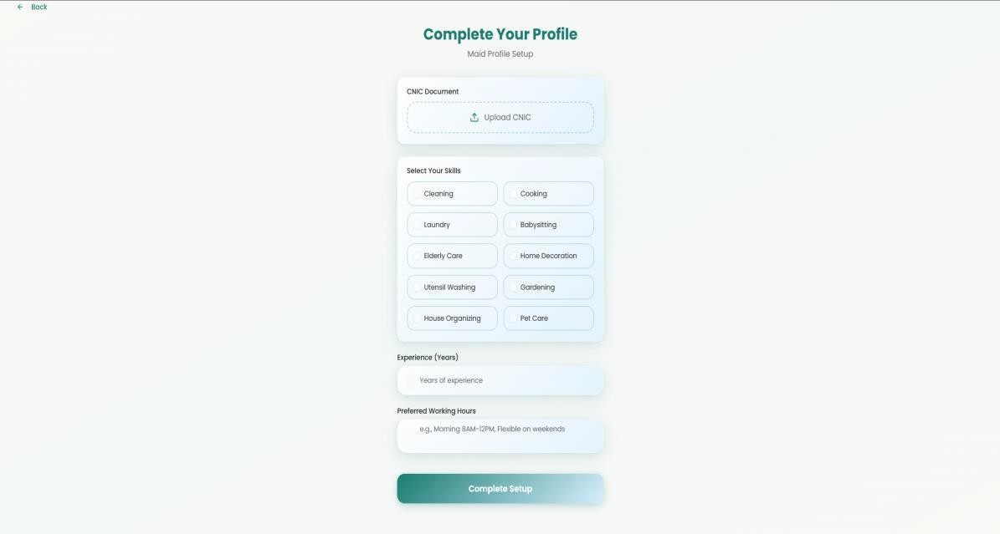 Back
Complete Your Profile
Maid Profile Setup
CNIC Document
Upload CNIC
Select Your Skills
Cleaning
Cooking
Laundry
Babysitting
Elderly Care
Home Decoration
Utensil Washing
Gardening
House Organizing
Pet Care
Experience (Years)
Years of experience
Preferred Working Hours
e.g., Morning 8AM-12PM, Flexible on weekends
Complete Setup